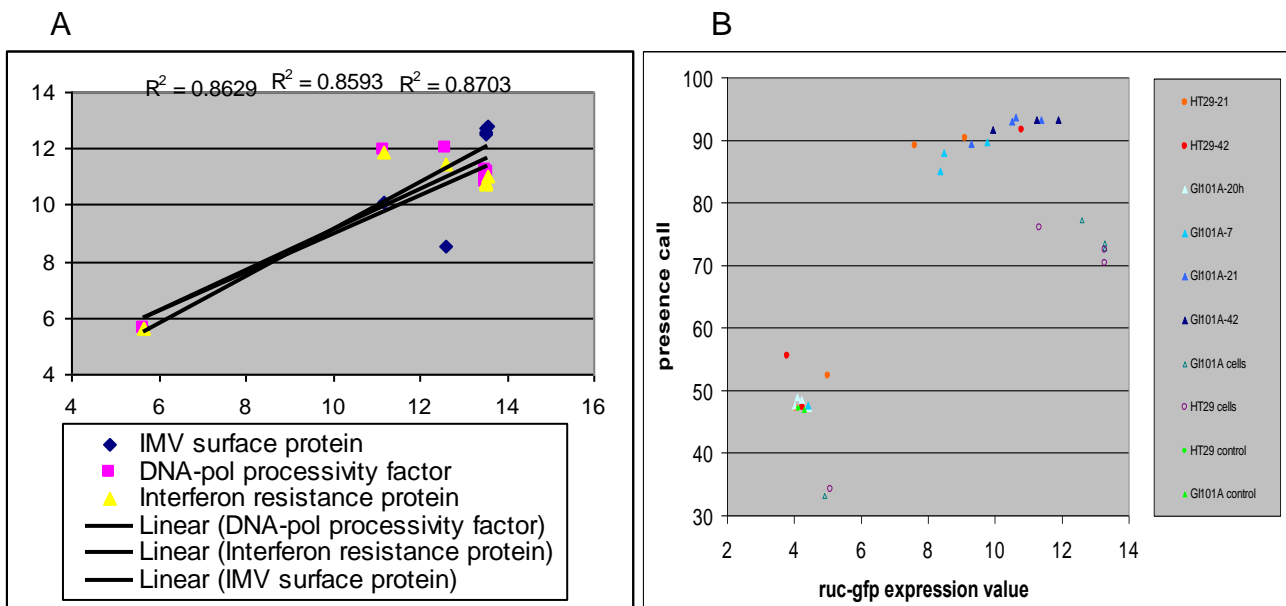 A
R² = 0.8629
R² = 0.8593
R² = 0.8703
14
12
10
8
6
4
4 6 8 10 12 14 16
IMV surface protein
DNA-pol processivity factor
Interferon resistance protein
Linear (DNA-pol processivity factor)
Linear (Interferon resistance protein)
Linear (IMV surface protein)
B
presence call
100
90
80
70
60
50
40
30
2 4 6 8 10 12 14
ruc-gfp expression value
HT29-21
HT29-42
GI101A-20h
GI101A-7
GI101A-21
GI101A-42
GI101A cells
HT29 cells
HT29 control
GI101A control